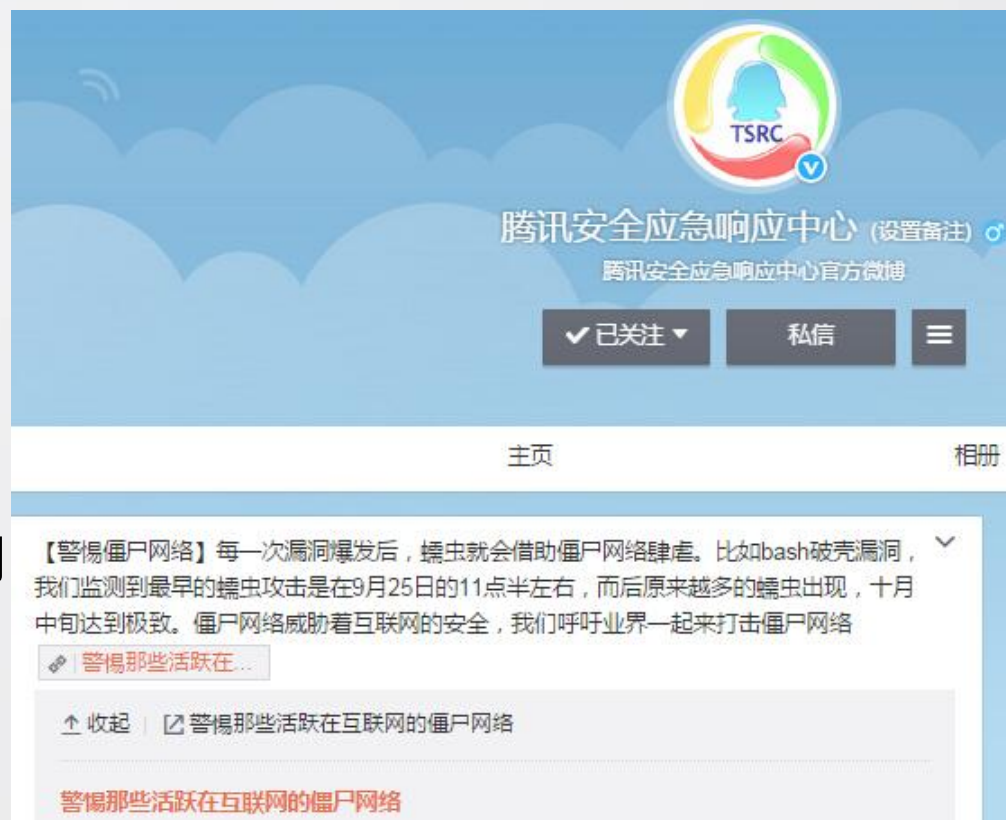 TSRC
腾讯安全应急响应中心 (设置备注)
腾讯安全应急响应中心官方微博
已关注
私信
主页
相册
【警惕僵尸网络】每一次漏洞爆发后，蠕虫就会借助僵尸网络肆虐。比如bash破壳漏洞，
我们监测到最早的蠕虫攻击是在9月25日的11点半左右，而后原来越多的蠕虫出现，十月
中旬达到极致。僵尸网络威胁着互联网的安全，我们呼吁业界一起来打击僵尸网络
警惕那些活跃在...
收起 警惕那些活跃在互联网的僵尸网络
警惕那些活跃在互联网的僵尸网络